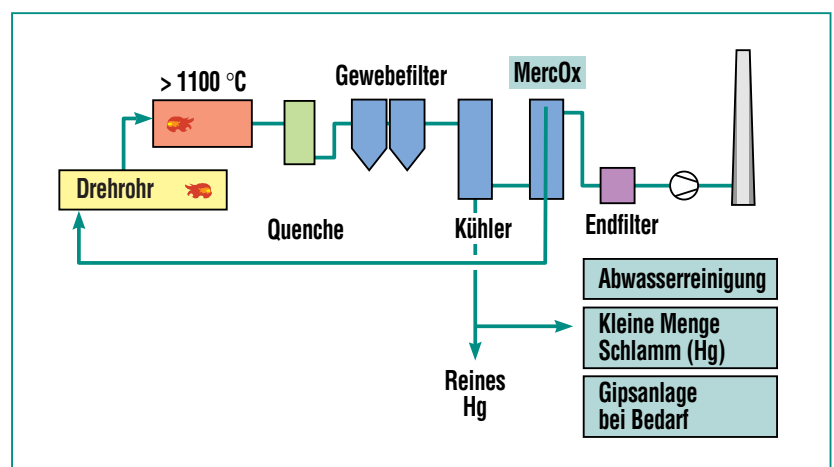 > 1100 °C
Gewebefilter
MercOx
Drehrohr
Quenche
Kühler
Endfilter
Abwasserreinigung
Kleine Menge
Schlamm (Hg)
Reines
Hg
Gipsanlage
bei Bedarf